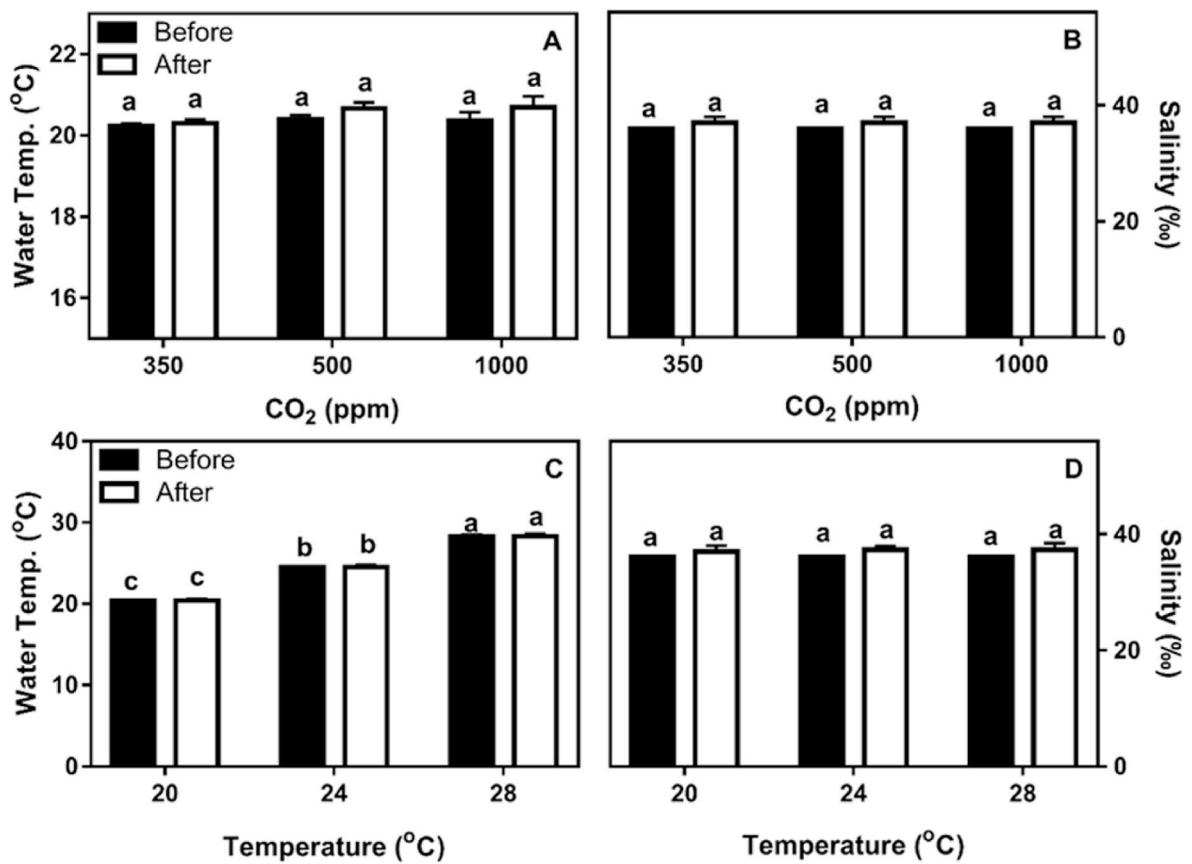 Before
After
A
Water Temp. (°C)
22
20
18
16
a a a a a a
350 500 1000
CO₂ (ppm)
B
a a a a a a
40
20
0
Salinity (‰)
350 500 1000
CO₂ (ppm)
Before
After
C
Water Temp. (°C)
40
30
20
10
0
c c b b a a
20 24 28
Temperature (°C)
D
a a a a a a
40
20
0
Salinity (‰)
20 24 28
Temperature (°C)